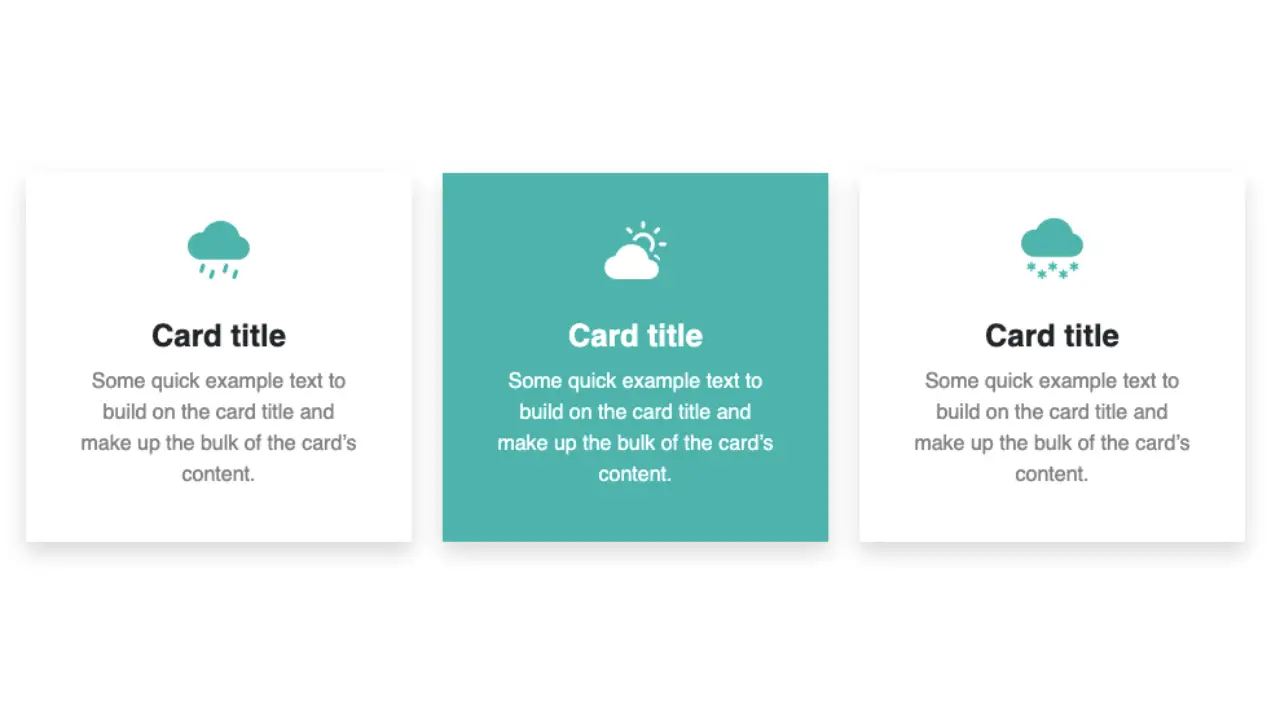 Card title
Some quick example text to
build on the card title and
make up the bulk of the card’s
content.
Card title
Some quick example text to
build on the card title and
make up the bulk of the card’s
content.
Card title
Some quick example text to
build on the card title and
make up the bulk of the card’s
content.